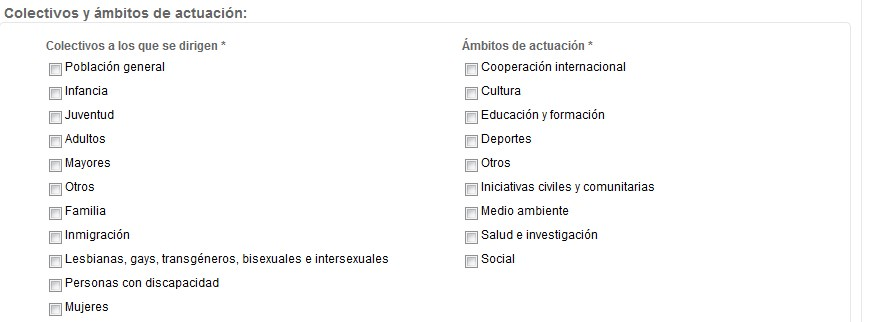 Colectivos y ámbitos de actuación:
Colectivos a los que se dirigen *
Población general
Infancia
Juventud
Adultos
Mayores
Otros
Familia
Inmigración
Lesbianas, gays, transgéneros, bisexuales e intersexuales
Personas con discapacidad
Mujeres
Ámbitos de actuación *
Cooperación internacional
Cultura
Educación y formación
Deportes
Otros
Iniciativas civiles y comunitarias
Medio ambiente
Salud e investigación
Social